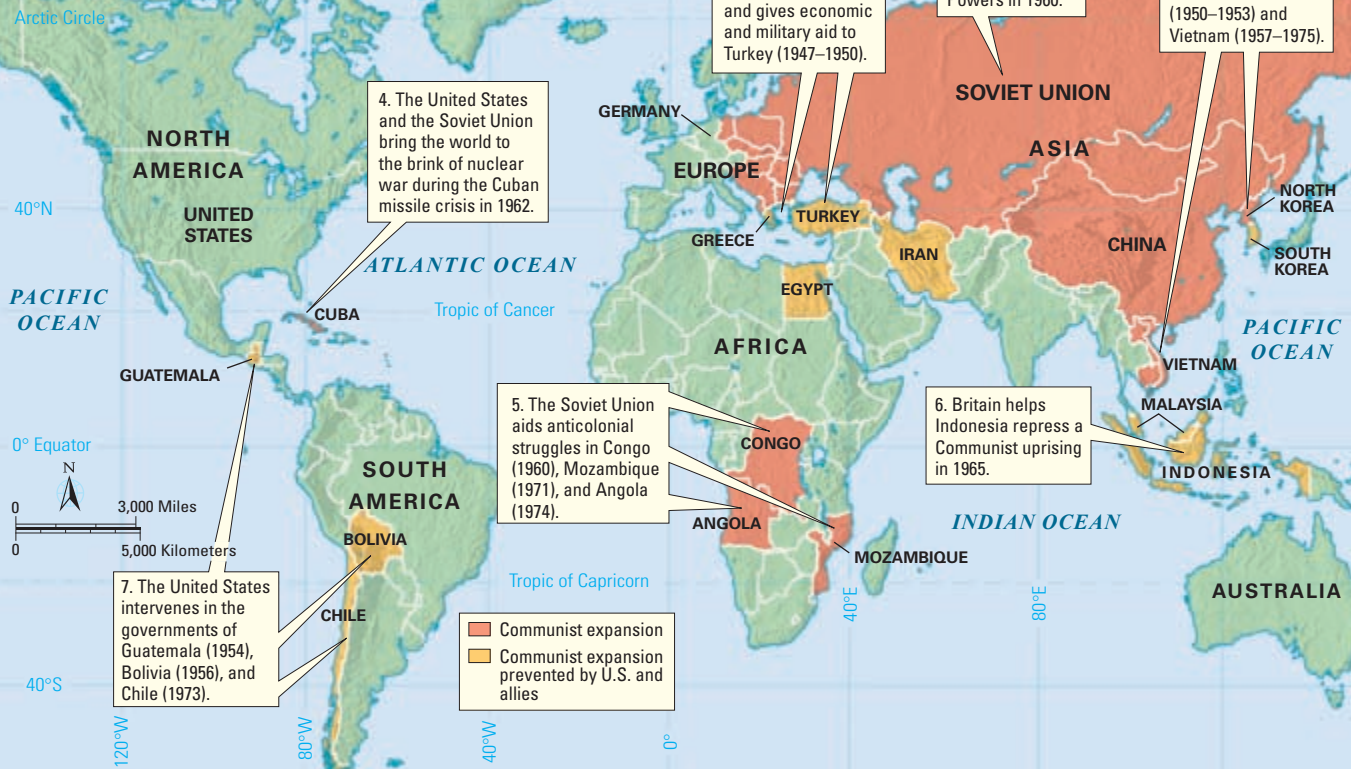 Arctic Circle
and gives economic
and military aid to
Turkey (1947–1950).
Powers in 1960.
(1950–1953) and
Vietnam (1957–1975).
4. The United States
and the Soviet Union
bring the world to
the brink of nuclear
war during the Cuban
missile crisis in 1962.
NORTH
AMERICA
UNITED
STATES
40°N
GERMANY
EUROPE
SOVIET UNION
ASIA
TURKEY
GREECE
IRAN
CHINA
NORTH
KOREA
SOUTH
KOREA
ATLANTIC OCEAN
PACIFIC
OCEAN
EGYPT
Tropic of Cancer
CUBA
AFRICA
PACIFIC
OCEAN
GUATEMALA
VIETNAM
5. The Soviet Union
aids anticolonial
struggles in Congo
(1960), Mozambique
(1971), and Angola
(1974).
6. Britain helps
Indonesia repress a
Communist uprising
in 1965.
MALAYSIA
0° Equator
CONGO
SOUTH
AMERICA
INDONESIA
N
0
3,000 Miles
0
5,000 Kilometers
ANGOLA
INDIAN OCEAN
BOLIVIA
MOZAMBIQUE
Tropic of Capricorn
7. The United States
intervenes in the
governments of
Guatemala (1954),
Bolivia (1956), and
Chile (1973).
CHILE
AUSTRALIA
Communist expansion
Communist expansion
prevented by U.S. and
allies
40°S
120°W
80°W
40°W
0°
40°E
80°E